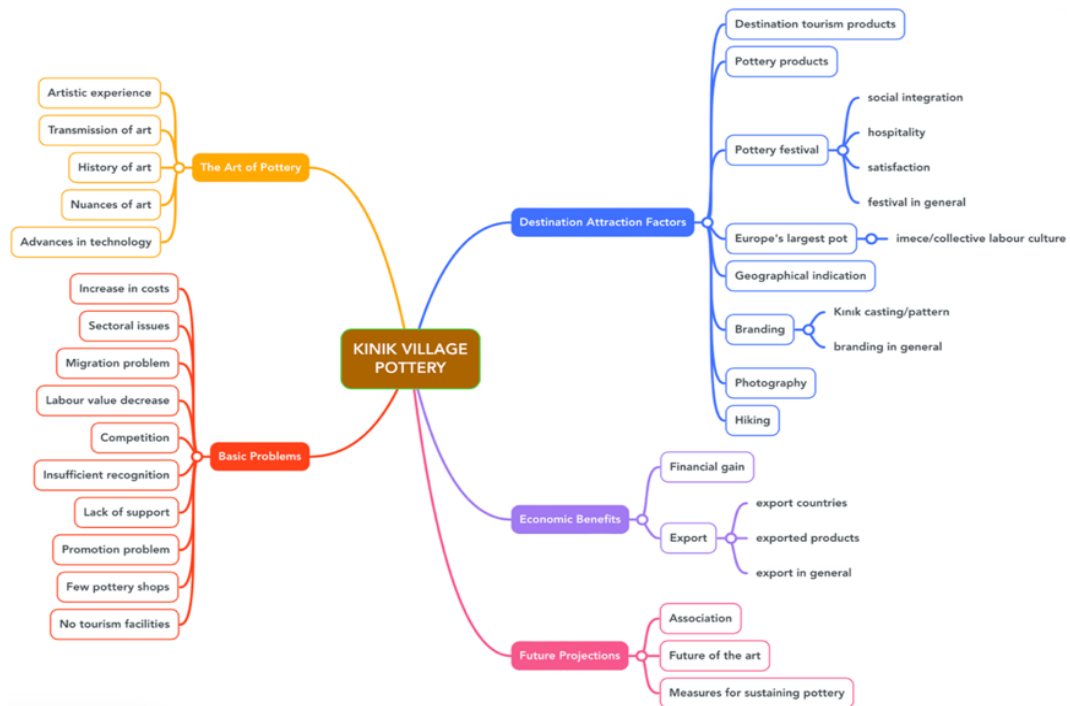 KINIK VILLAGE
POTTERY
The Art of Pottery
Artistic experience
Transmission of art
History of art
Nuances of art
Advances in technology
Basic Problems
Increase in costs
Sectoral issues
Migration problem
Labour value decrease
Competition
Insufficient recognition
Lack of support
Promotion problem
Few pottery shops
No tourism facilities
Destination Attraction Factors
Destination tourism products
Pottery products
Pottery festival
social integration
hospitality
satisfaction
festival in general
Europe's largest pot
imece/collective labour culture
Geographical indication
Branding
Kınık casting/pattern
branding in general
Photography
Hiking
Economic Benefits
Financial gain
Export
export countries
exported products
export in general
Future Projections
Association
Future of the art
Measures for sustaining pottery